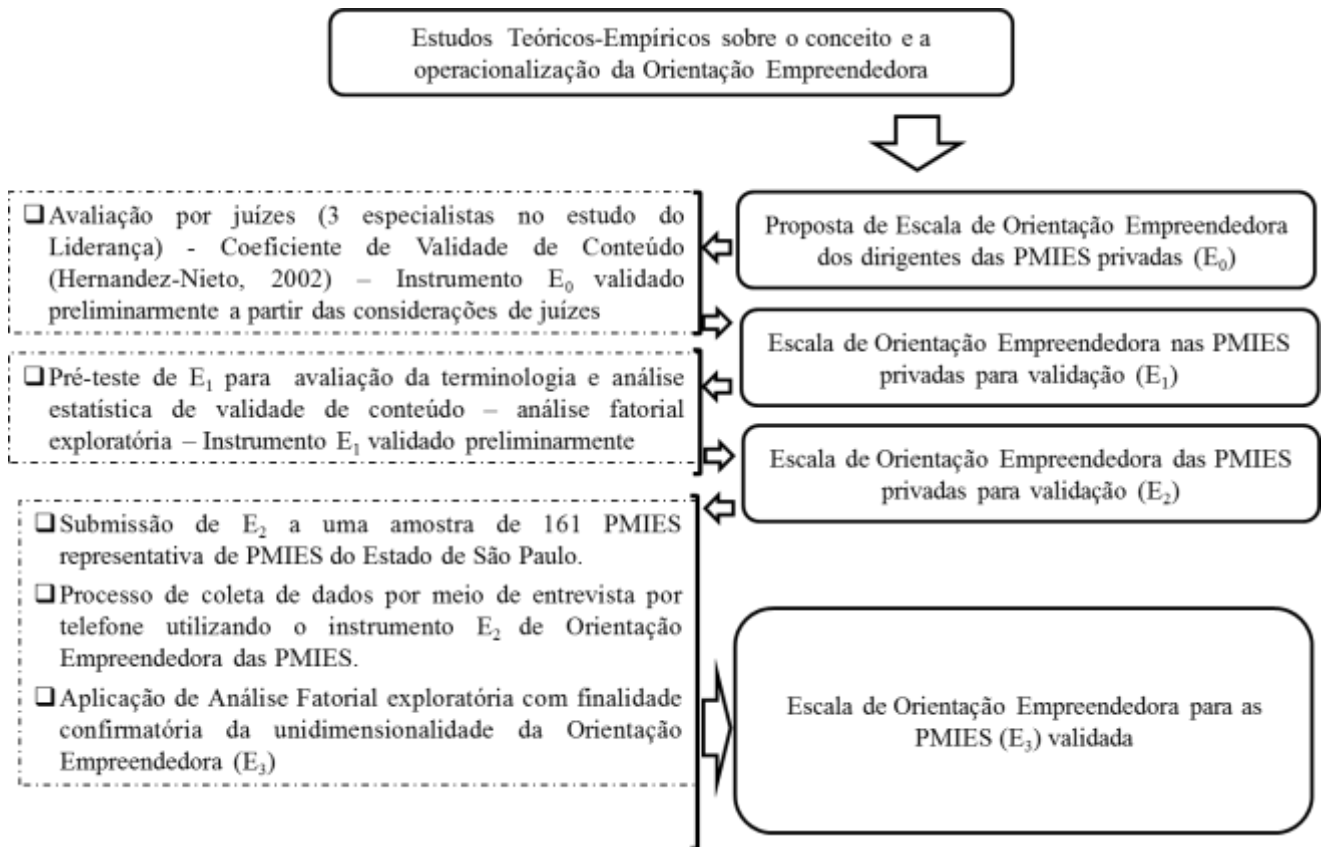 Estudos Teóricos-Empíricos sobre o conceito e a
operacionalização da Orientação Empreendedora
❑Avaliação por juízes (3 especialistas no estudo do
Liderança) - Coeficiente de Validade de Conteúdo
(Hernandez-Nieto, 2002) – Instrumento E₀ validado
preliminarmente a partir das considerações de juízes
Proposta de Escala de Orientação Empreendedora
dos dirigentes das PMIES privadas (E₀)
Escala de Orientação Empreendedora nas PMIES
privadas para validação (E₁)
❑Pré-teste de E₁ para avaliação da terminologia e análise
estatística de validade de conteúdo – análise fatorial
exploratória – Instrumento E₁ validado preliminarmente
Escala de Orientação Empreendedora das PMIES
privadas para validação (E₂)
❑Submissão de E₂ a uma amostra de 161 PMIES
representativa de PMIES do Estado de São Paulo.
❑Processo de coleta de dados por meio de entrevista por
telefone utilizando o instrumento E₂ de Orientação
Empreendedora das PMIES.
❑Aplicação de Análise Fatorial exploratória com finalidade
confirmatória da unidimensionalidade da Orientação
Empreendedora (E₃)
Escala de Orientação Empreendedora para as
PMIES (E₃) validada